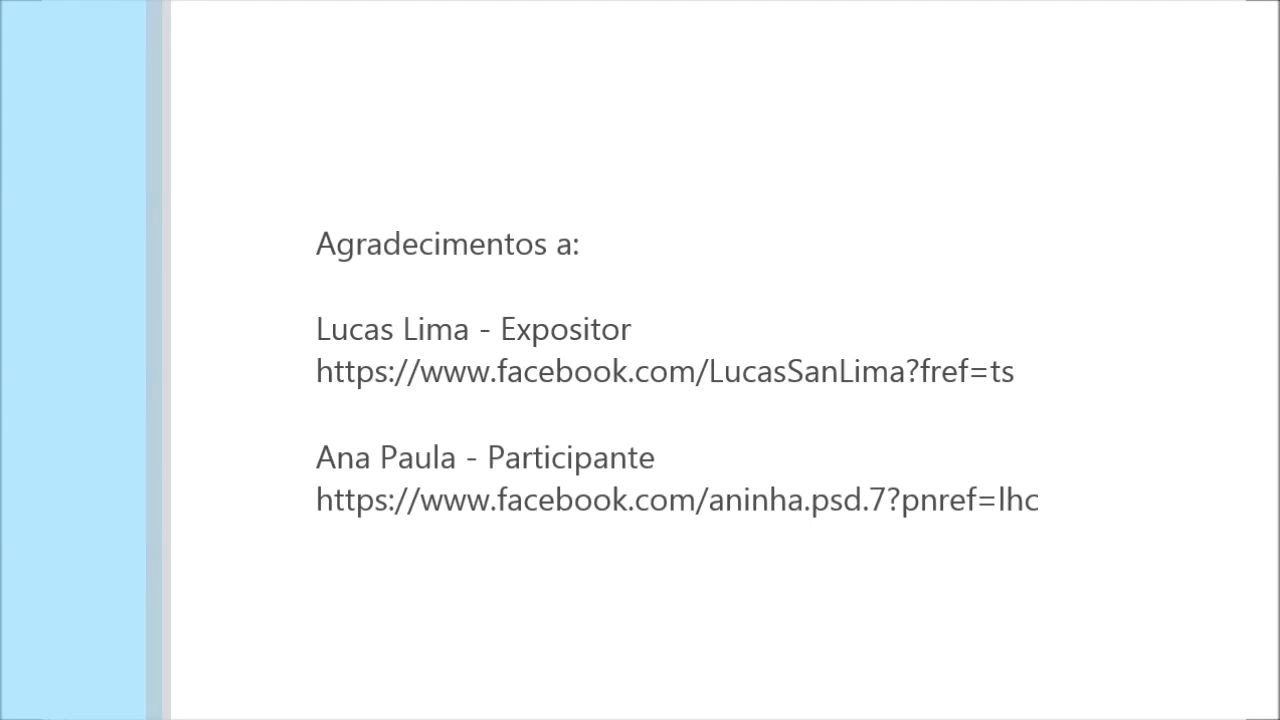 Agradecimentos a:
Lucas Lima - Expositor
https://www.facebook.com/LucasSanLima?fref=ts
Ana Paula - Participante
https://www.facebook.com/aninha.psd.7?pnref=lhc